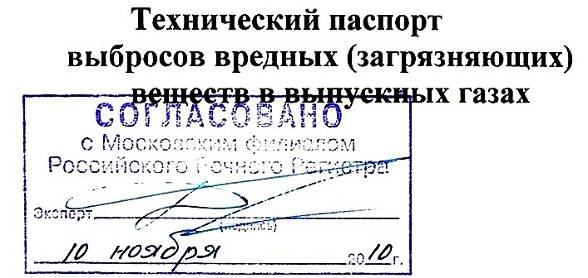 Технический паспорт
выбросов вредных (загрязняющих)
веществ в выпускных газах
СОГЛАСОВАНО
с Московским филиалом
Российского Речного Регистра
Эксперт
(подпись)
10 ноября 2010 г.